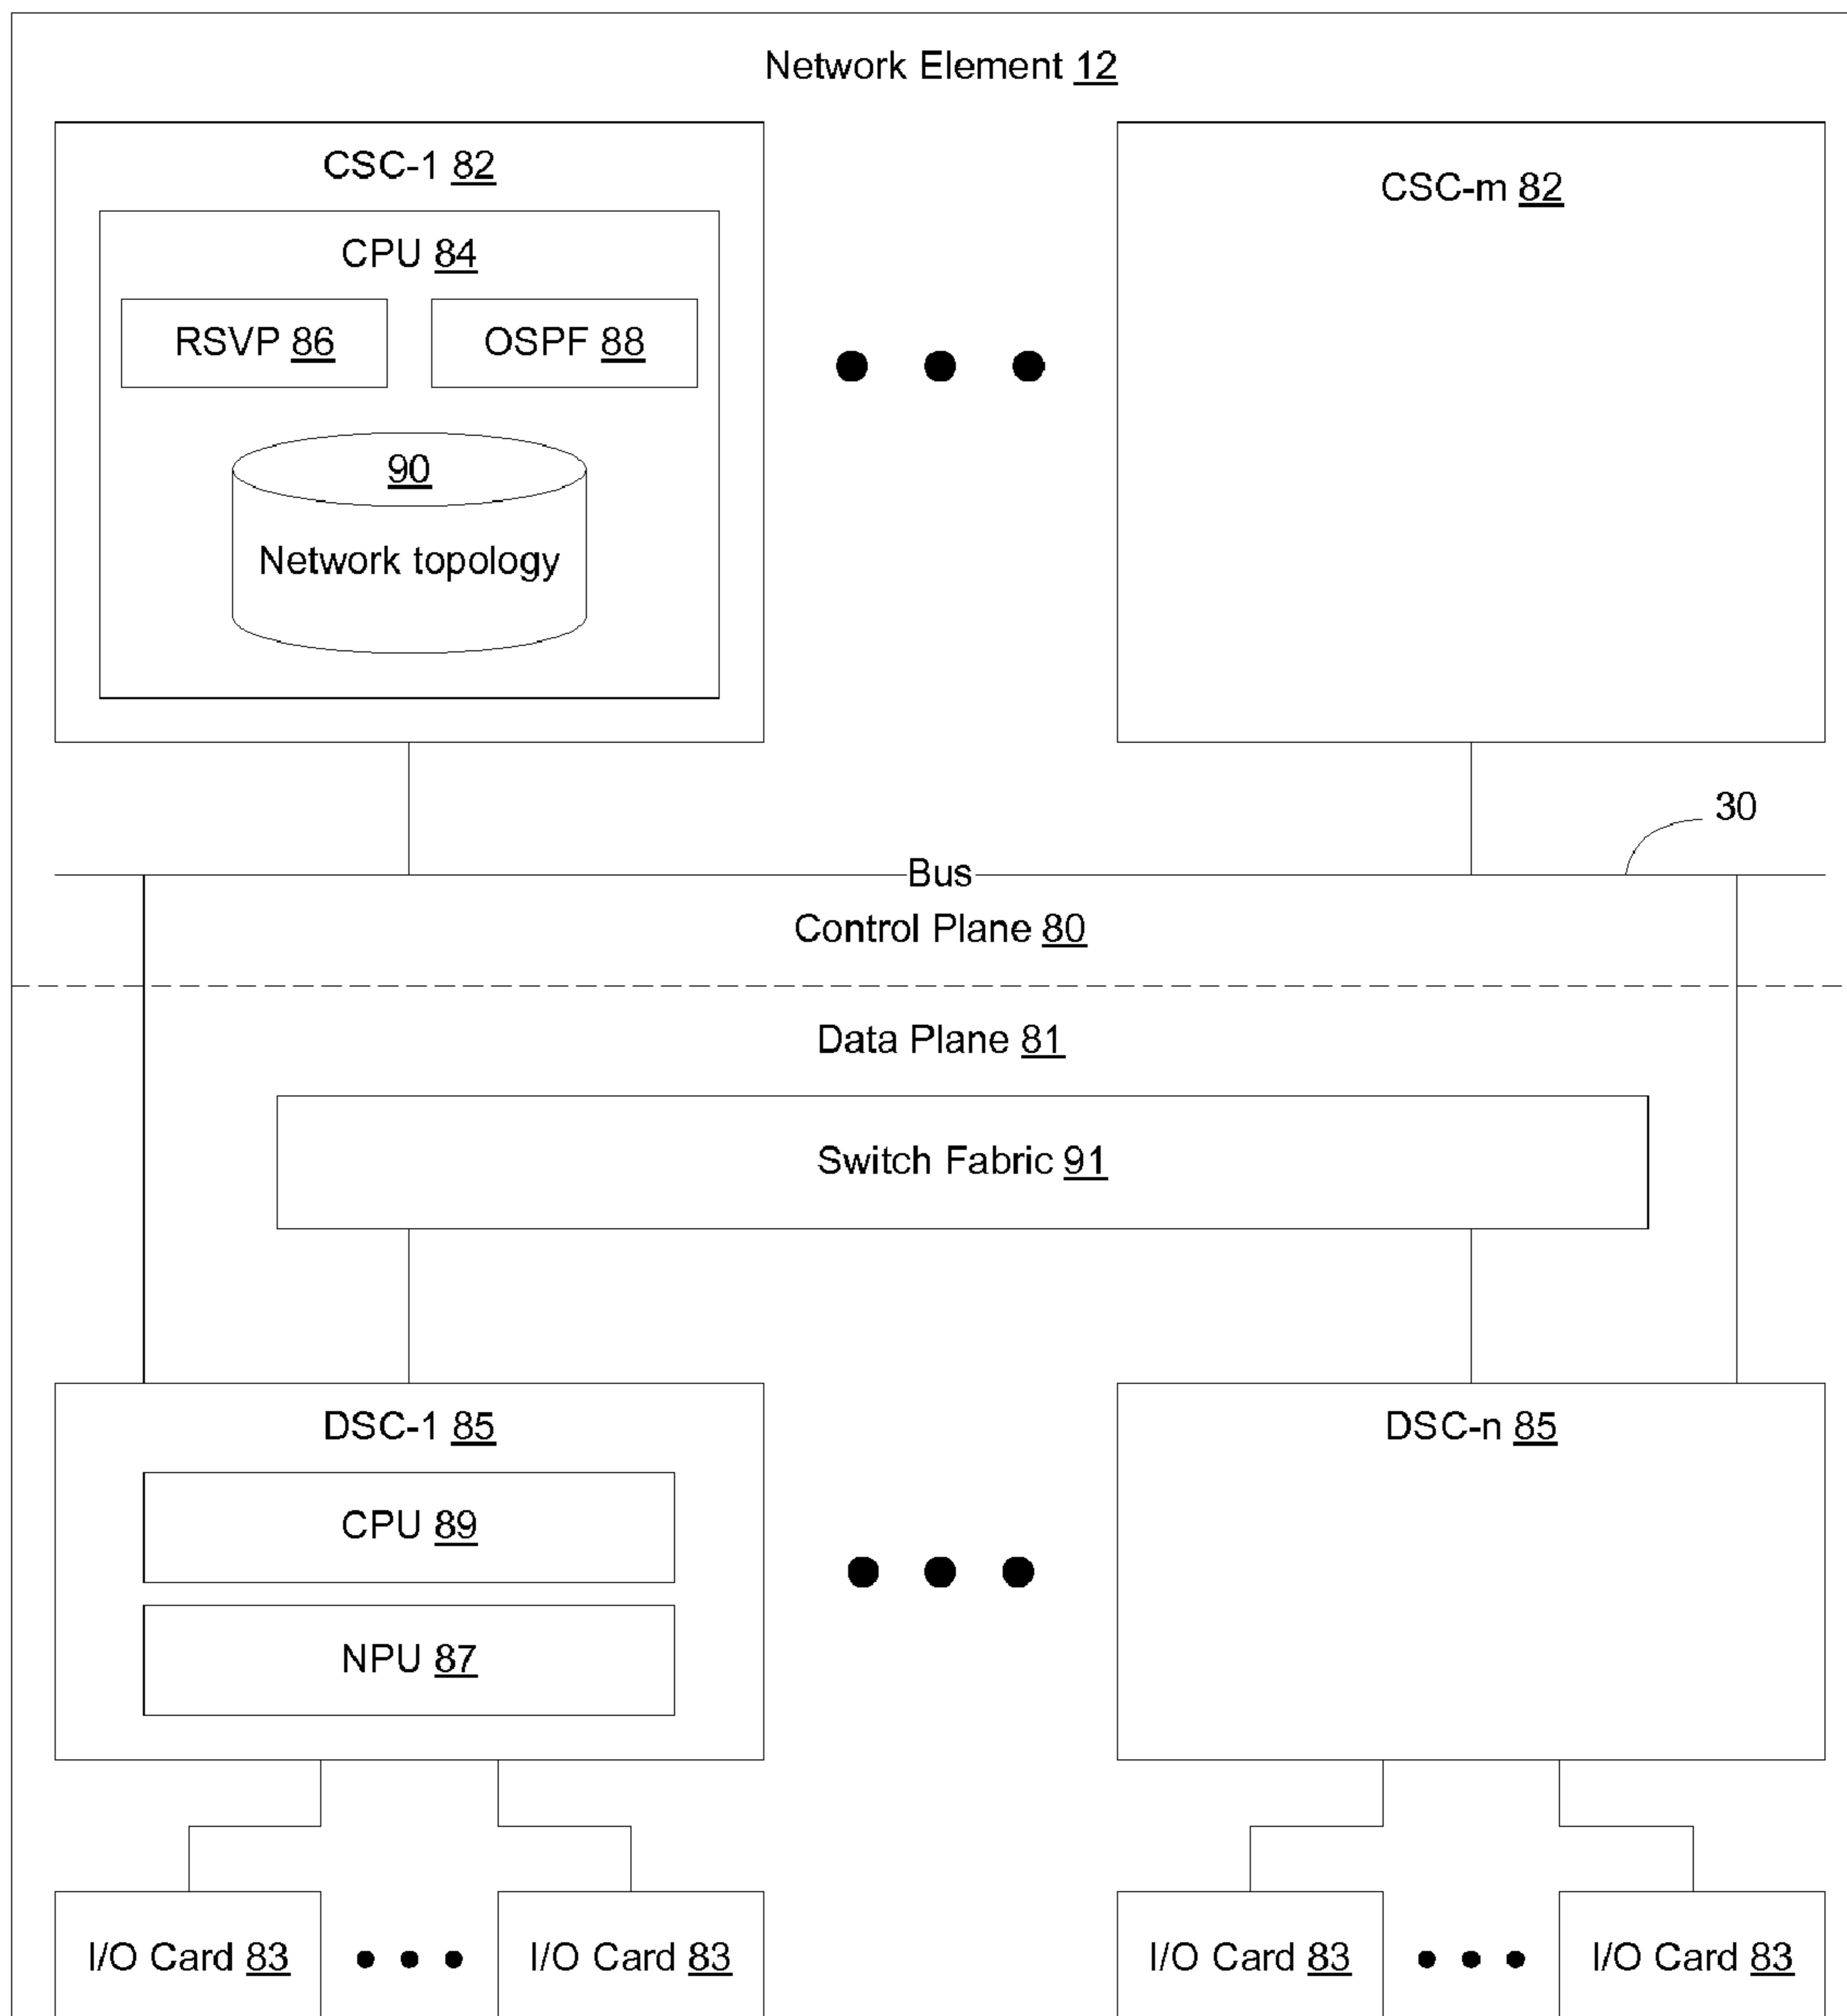 Network Element 12
CSC-1 82
CPU 84
RSVP 86
OSPF 88
90
Network topology
CSC-m 82
30
Bus
Control Plane 80
Data Plane 81
Switch Fabric 91
DSC-1 85
CPU 89
NPU 87
DSC-n 85
I/O Card 83
I/O Card 83
I/O Card 83
I/O Card 83